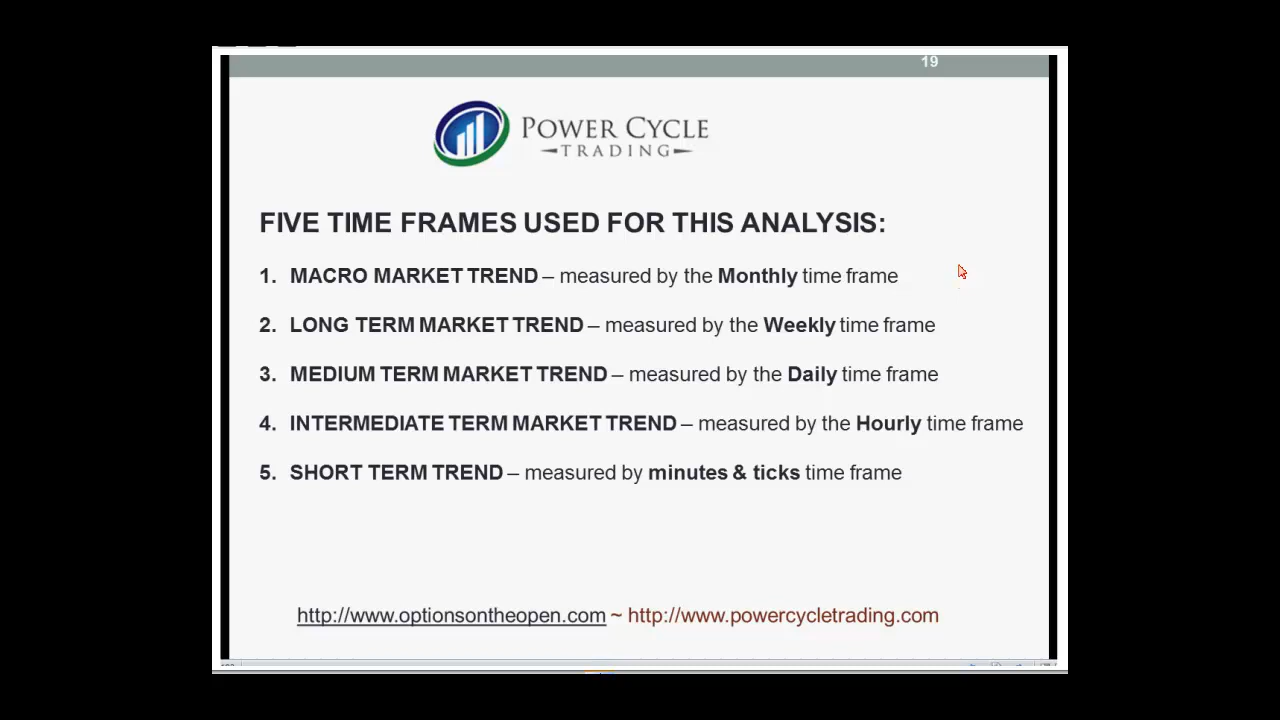 19
POWER CYCLE
TRADING
FIVE TIME FRAMES USED FOR THIS ANALYSIS:
1. MACRO MARKET TREND – measured by the Monthly time frame
2. LONG TERM MARKET TREND – measured by the Weekly time frame
3. MEDIUM TERM MARKET TREND – measured by the Daily time frame
4. INTERMEDIATE TERM MARKET TREND – measured by the Hourly time frame
5. SHORT TERM TREND – measured by minutes & ticks time frame
http://www.optionsontheopen.com ~ http://www.powercycletrading.com